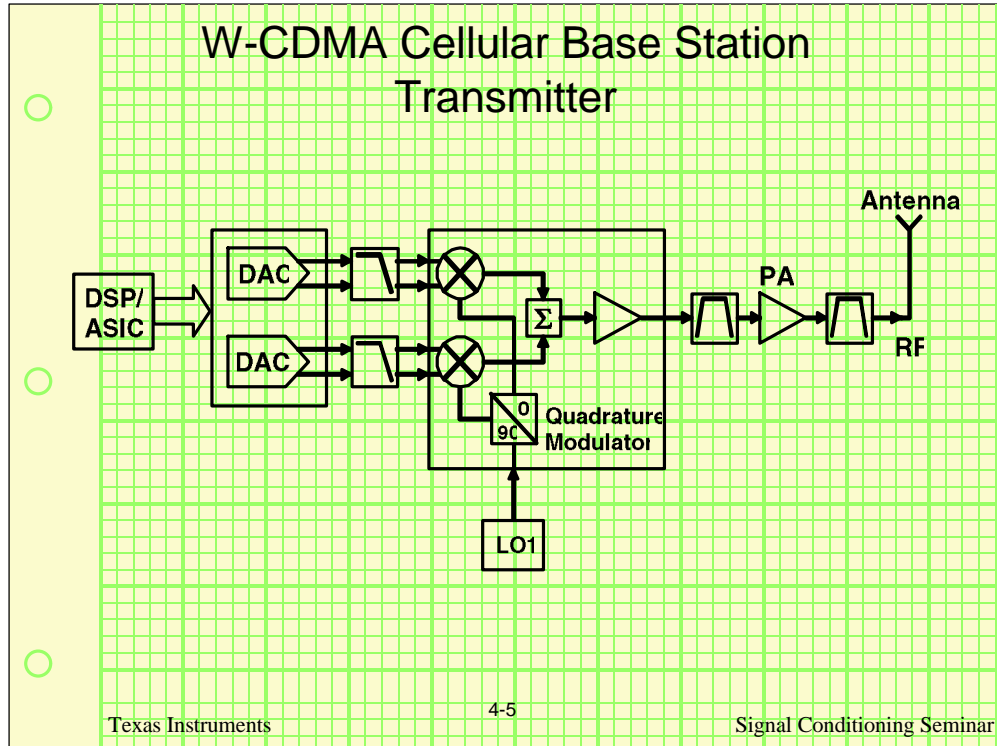 W-CDMA Cellular Base Station
Transmitter
Antenna
PA
DSP/
ASIC
DAC
DAC
Σ
RF
0
90
Quadrature
Modulator
LO1
4-5
Texas Instruments
Signal Conditioning Seminar